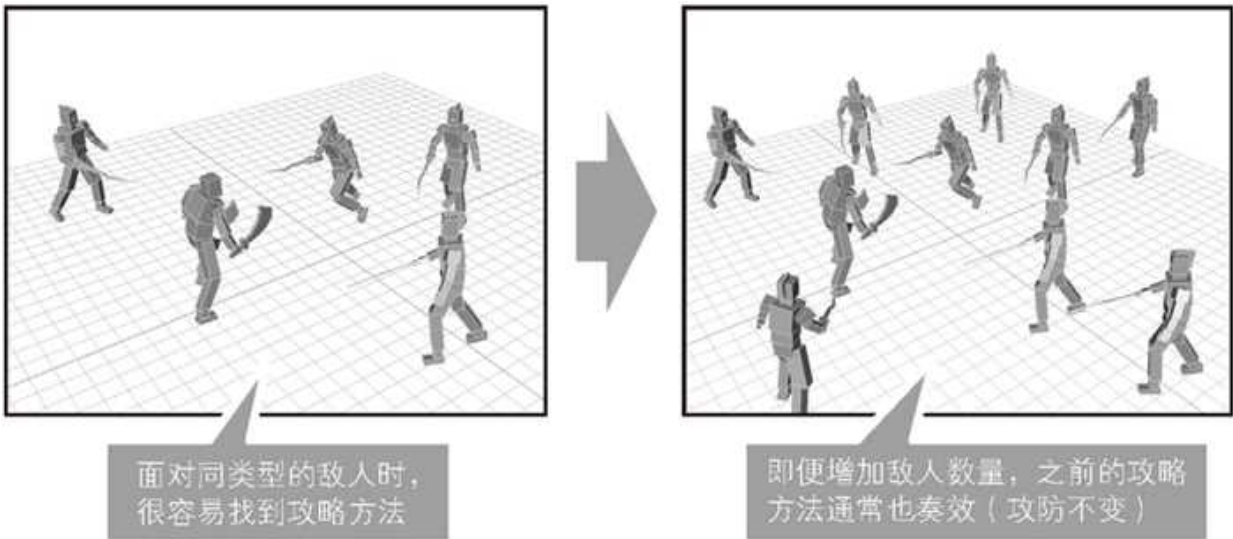 面对同类型的敌人时，
很容易找到攻略方法
即便增加敌人数量，之前的攻略
方法通常也奏效（攻防不变）